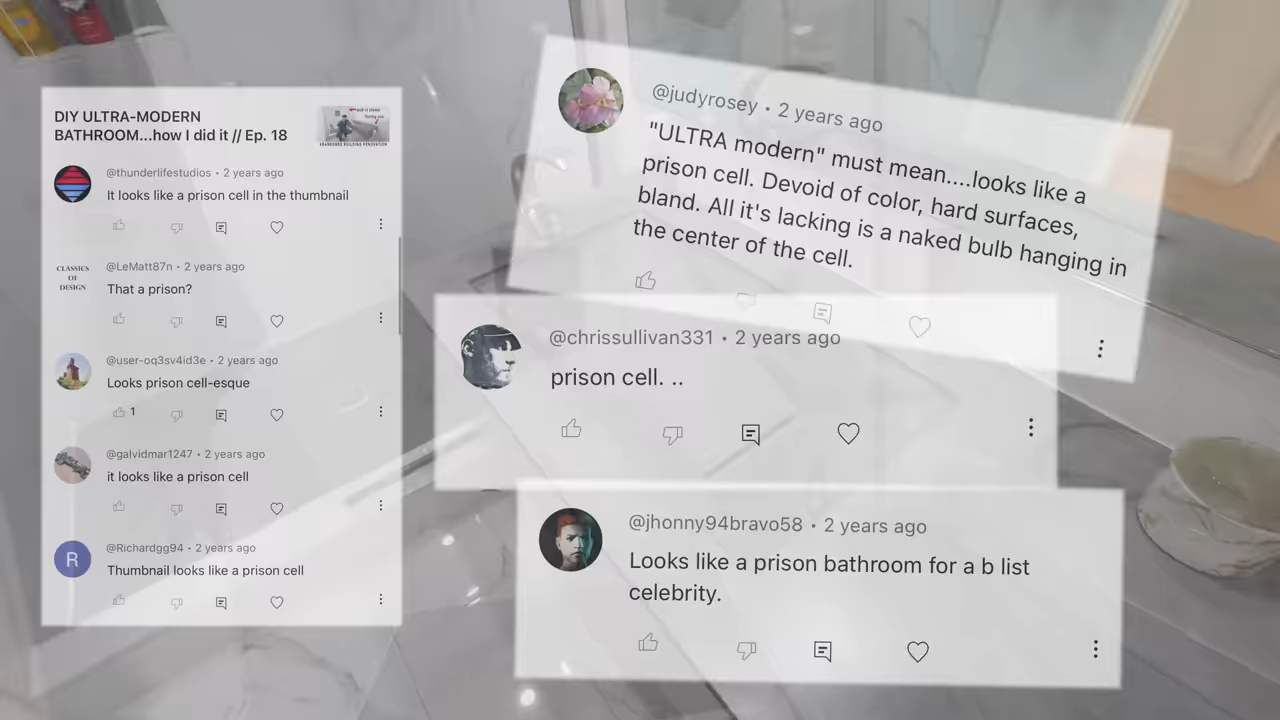 DIY ULTRA-MODERN
BATHROOM...how I did it // Ep. 18
@thunderlifestudios • 2 years ago
It looks like a prison cell in the thumbnail
CLASSICS
OF
DESIGN
@LeMatt87n • 2 years ago
That a prison?
@user-oq3sv4id3e • 2 years ago
Looks prison cell-esque
1
@galvidmar1247 • 2 years ago
it looks like a prison cell
R
@Richardgg94 • 2 years ago
Thumbnail looks like a prison cell
@judyrosey • 2 years ago
"ULTRA modern" must mean....looks like a
prison cell. Devoid of color, hard surfaces,
bland. All it's lacking is a naked bulb hanging in
the center of the cell.
@chrissullivan331 • 2 years ago
prison cell. ..
@jhonny94bravo58 • 2 years ago
Looks like a prison bathroom for a b list
celebrity.